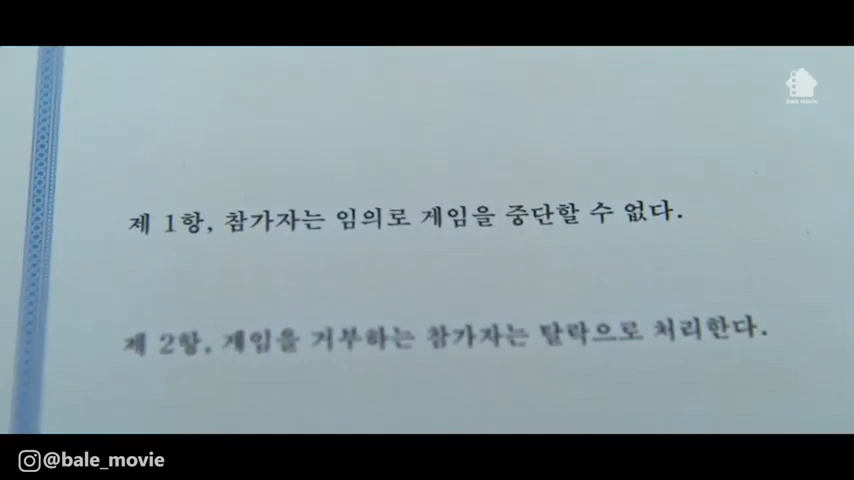 bale movie
제 1항, 참가자는 임의로 게임을 중단할 수 없다.
제 2항, 게임을 거부하는 참가자는 탈락으로 처리한다.
@bale_movie